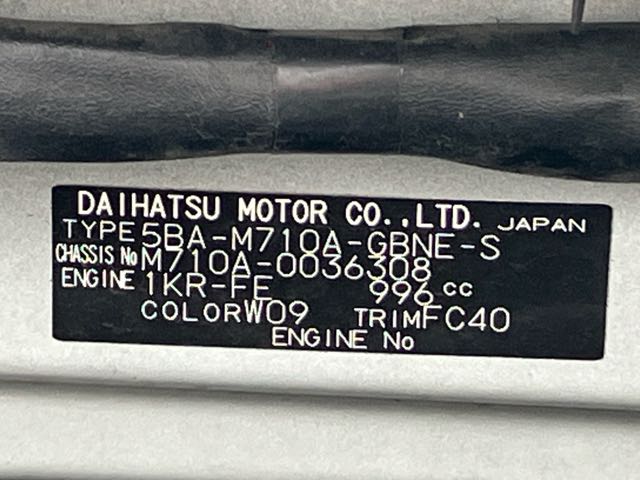 DAIHATSU MOTOR CO.,LTD. JAPAN
TYPE 5BA-M710A-GBNE-S
CHASSIS No M710A-0036308
ENGINE 1KR-FE 996 cc
COLOR W09 TRIM FC40
ENGINE No